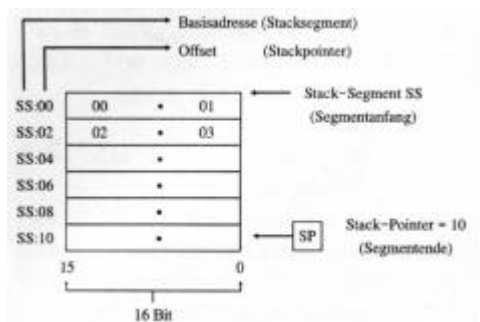 Basisadresse (Stacksegment)
Offset (Stackpointer)
SS:00 00 • 01 Stack-Segment SS
(Segmentanfang)
SS:02 02 • 03
SS:04 •
SS:06 •
SS:08 •
SS:10 • SP Stack-Pointer = 10
(Segmentende)
15 0
16 Bit